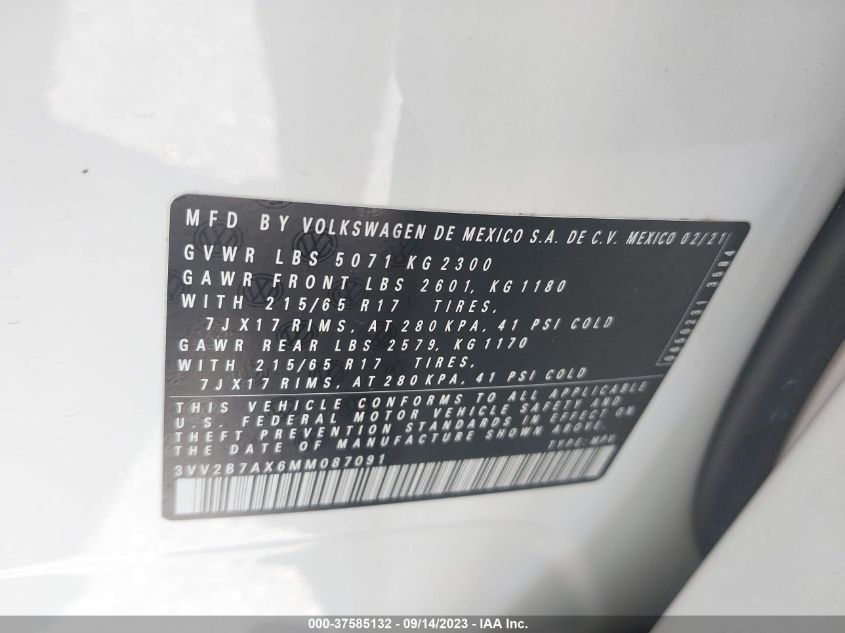 MFD BY VOLKSWAGEN DE MEXICO S.A. DE C.V. MEXICO 02/21
GVWR LBS 5071 KG 2300
GAWR FRONT LBS 2601, KG 1180
WITH 215/65 R17 TIRES,
7JX17 RIMS, AT 280 KPA, 41 PSI COLD
GAWR REAR LBS 2579, KG 1170
WITH 215/65 R17 TIRES,
7JX17 RIMS, AT 280 KPA, 41 PSI COLD
THIS VEHICLE CONFORMS TO ALL APPLICABLE
U.S. FEDERAL MOTOR VEHICLE SAFETY AND
THEFT PREVENTION STANDARDS IN EFFECT ON
THE DATE OF MANUFACTURE SHOWN ABOVE.
TYPE: MPV
3VV2B7AX6MM087091
0650231 3684
000-37585132 - 09/14/2023 - IAA Inc.